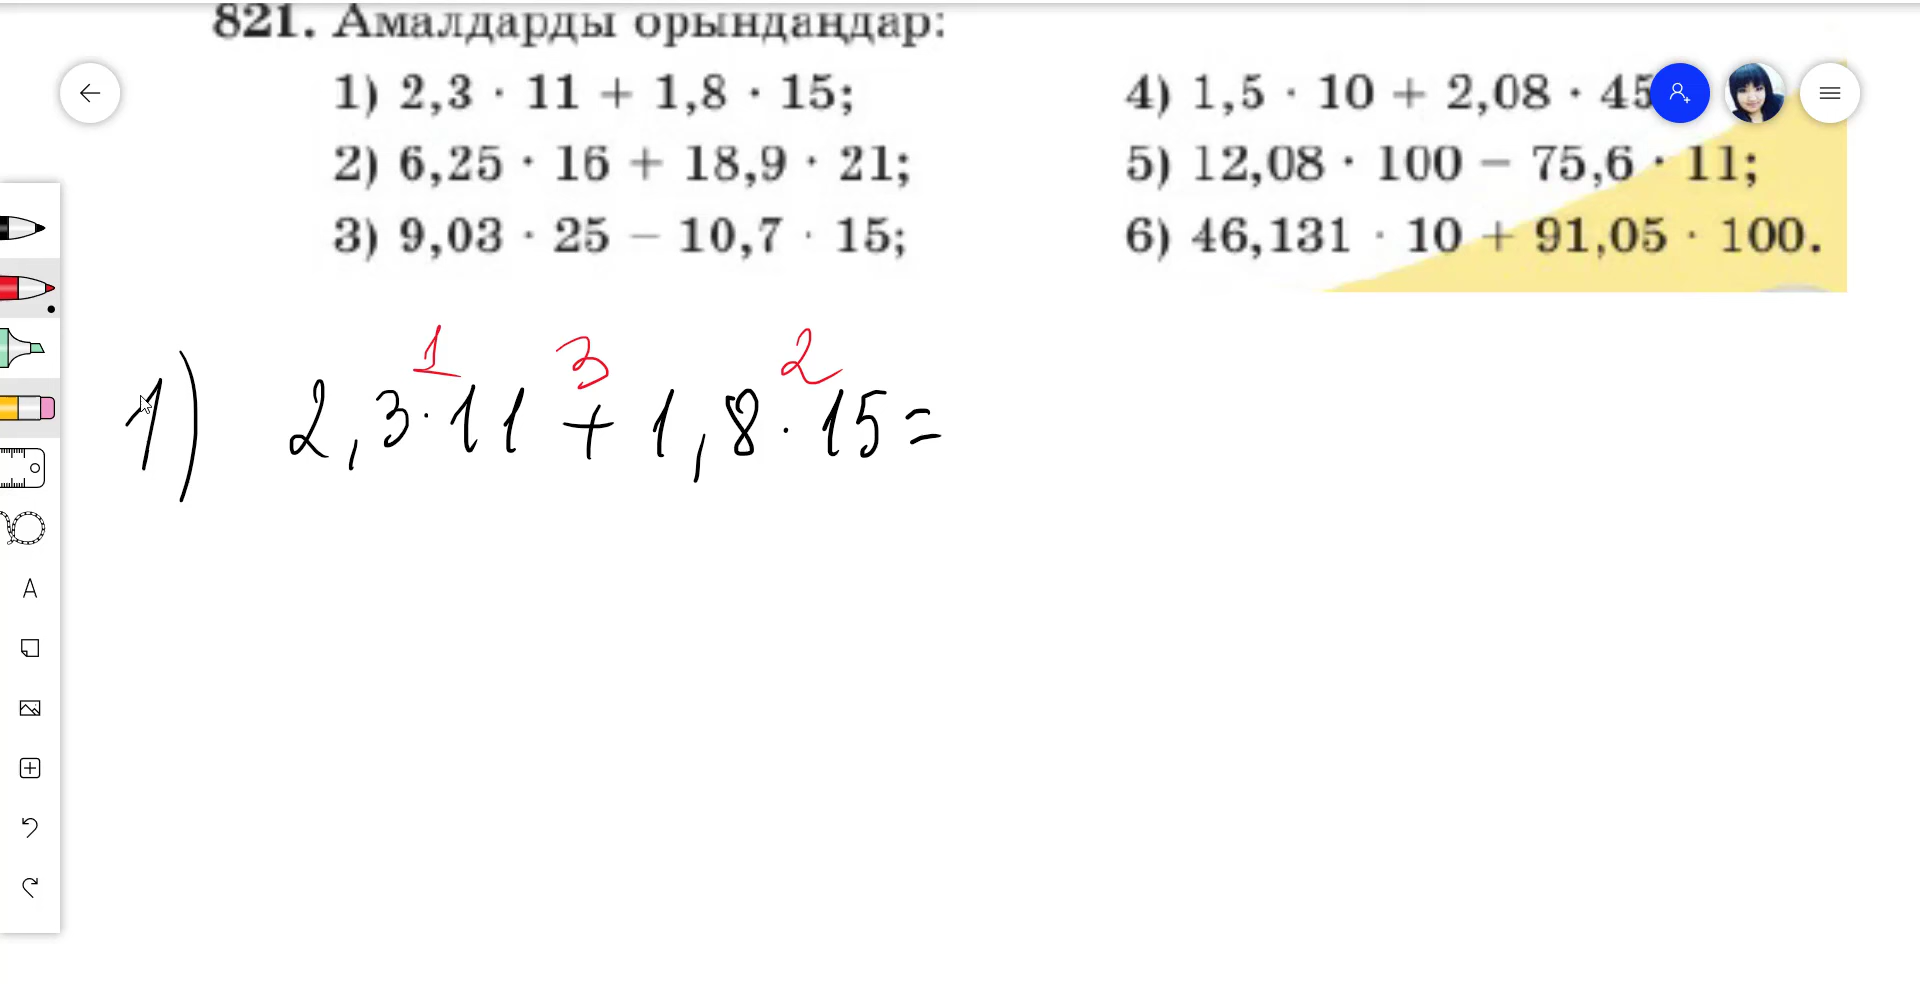 821. Амалдарды орындаңдар:
1) 2,3 · 11 + 1,8 · 15;
2) 6,25 · 16 + 18,9 · 21;
3) 9,03 · 25 − 10,7 · 15;
4) 1,5 · 10 + 2,08 · 45
5) 12,08 · 100 − 75,6 · 11;
6) 46,131 · 10 + 91,05 · 100.
1 3 2
1) 2,3 · 11 + 1,8 · 15 =
A